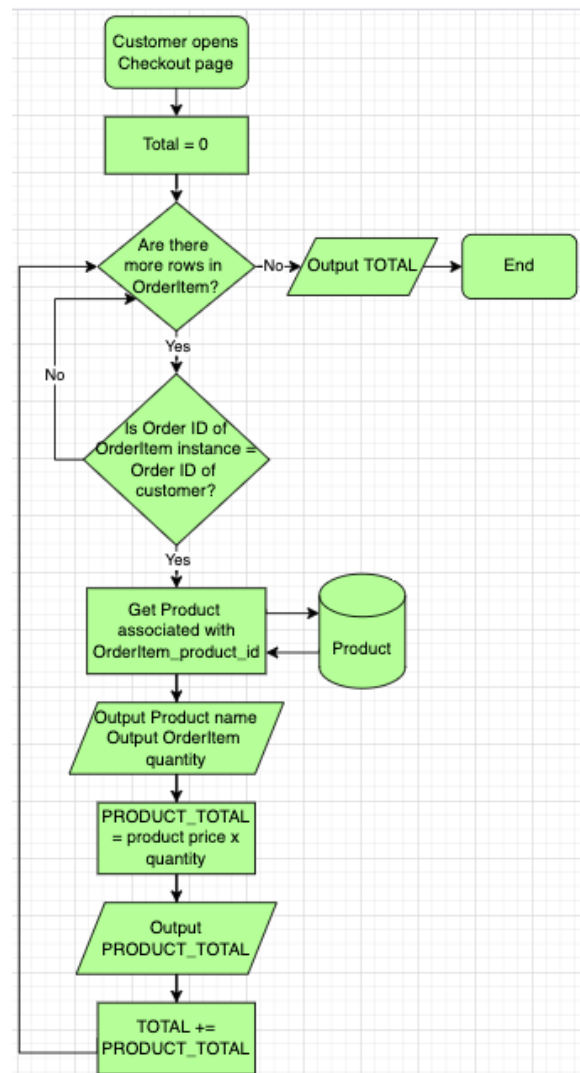 Customer opens
Checkout page
Total = 0
Are there
more rows in
OrderItem?
No
Output TOTAL
End
Yes
No
Is Order ID of
OrderItem instance =
Order ID of
customer?
Yes
Get Product
associated with
OrderItem_product_id
Product
Output Product name
Output OrderItem
quantity
PRODUCT_TOTAL
= product price x
quantity
Output
PRODUCT_TOTAL
TOTAL +=
PRODUCT_TOTAL